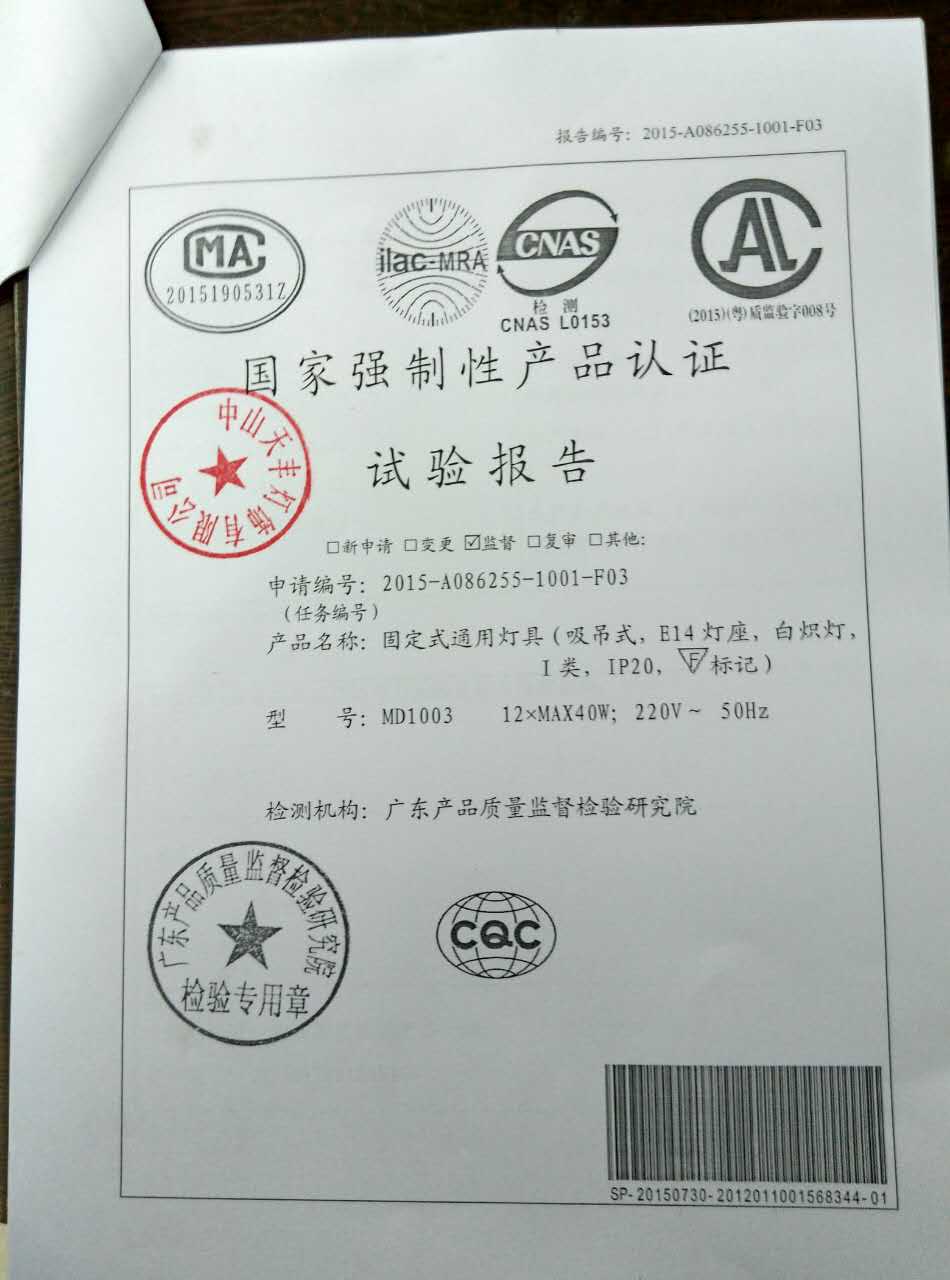 报告编号：2015-A086255-1001-F03
MA
2015190531Z
ilac-MRA
CNAS
检 测
CNAS L0153
AL
(2015)(粤)质监验字008号
国家强制性产品认证
中山天丰灯饰有限公司
试验报告
□新申请 □变更 ☑监督 □复审 □其他:
申请编号：2015-A086255-1001-F03
（任务编号）
产品名称：固定式通用灯具（吸吊式，E14灯座，白炽灯，
I类，IP20，F标记）
型 号：MD1003 12×MAX40W; 220V~ 50Hz
检测机构：广东产品质量监督检验研究院
广东产品质量监督检验研究院
检验专用章
CQC
SP-20150730-2012011001568344-01